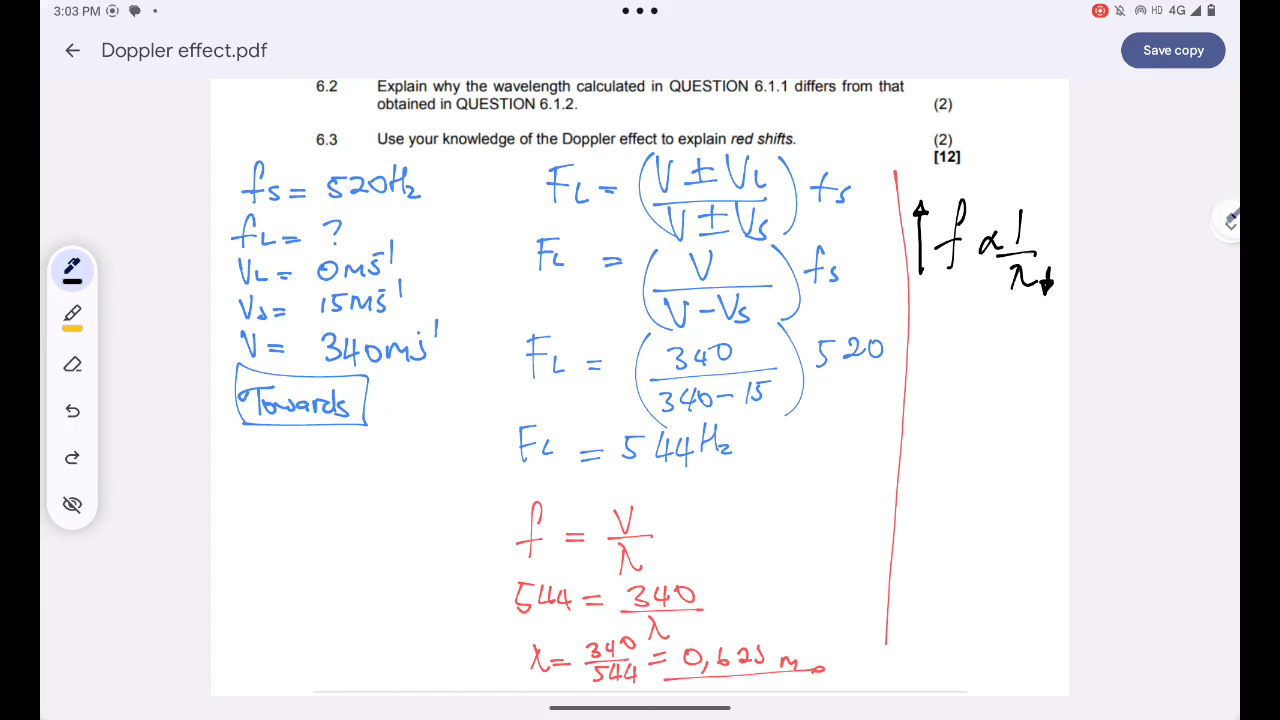 3:03 PM
HD 4G
Doppler effect.pdf
Save copy
6.2 Explain why the wavelength calculated in QUESTION 6.1.1 differs from that
obtained in QUESTION 6.1.2. (2)
6.3 Use your knowledge of the Doppler effect to explain red shifts. (2)
[12]
fs = 520Hz
fL = ?
VL = 0ms⁻¹
Vs = 15ms⁻¹
V = 340ms⁻¹
Towards
FL = (V ± VL / V ± Vs) fs
FL = (V / V - Vs) fs
FL = (340 / 340 - 15) 520
FL = 544Hz
f = V / λ
544 = 340 / λ
λ = 340 / 544 = 0,625 m
↑ f ∝ 1 / λ↓